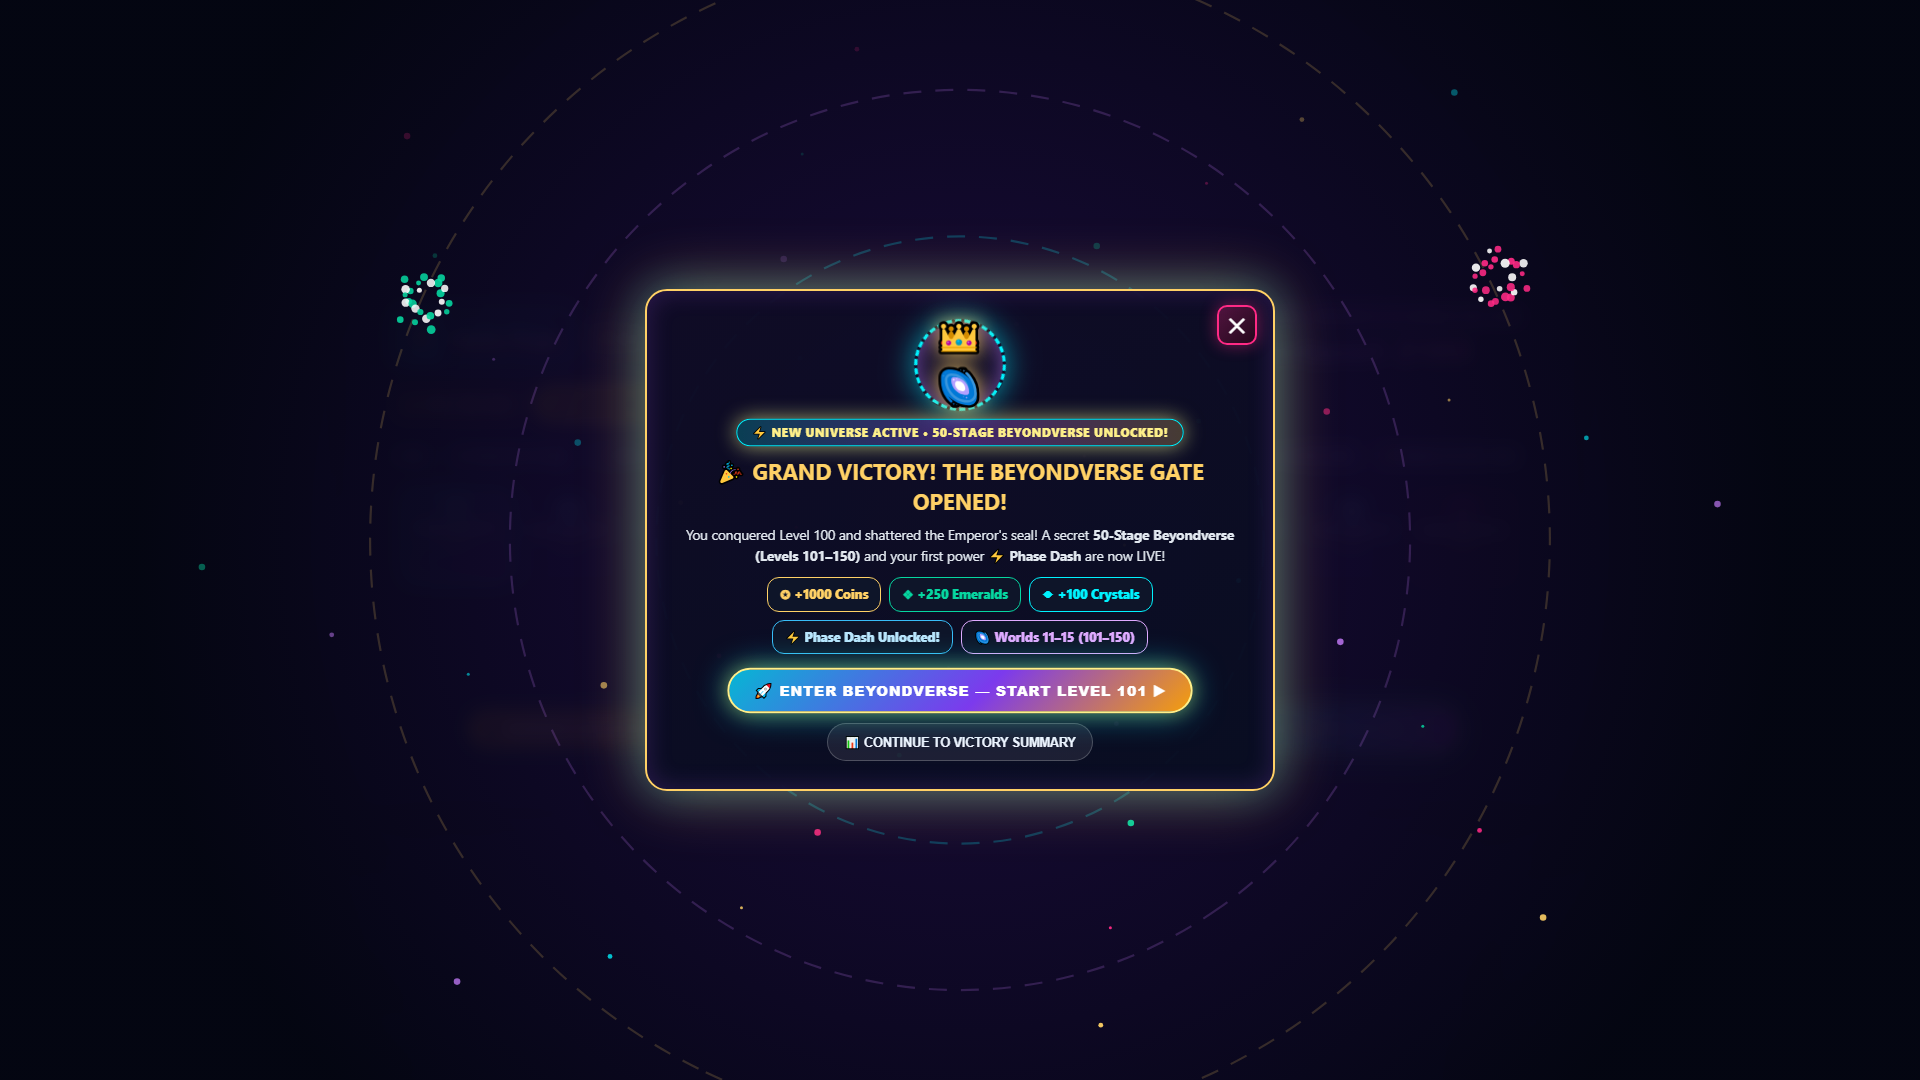 ⚡ NEW UNIVERSE ACTIVE • 50-STAGE BEYONDVERSE UNLOCKED!
🎉 GRAND VICTORY! THE BEYONDVERSE GATE
OPENED!
You conquered Level 100 and shattered the Emperor's seal! A secret 50-Stage Beyondverse
(Levels 101–150) and your first power ⚡ Phase Dash are now LIVE!
✪ +1000 Coins
❖ +250 Emeralds
+100 Crystals
⚡ Phase Dash Unlocked!
🌌 Worlds 11–15 (101–150)
🚀 ENTER BEYONDVERSE — START LEVEL 101 ▶
📊 CONTINUE TO VICTORY SUMMARY